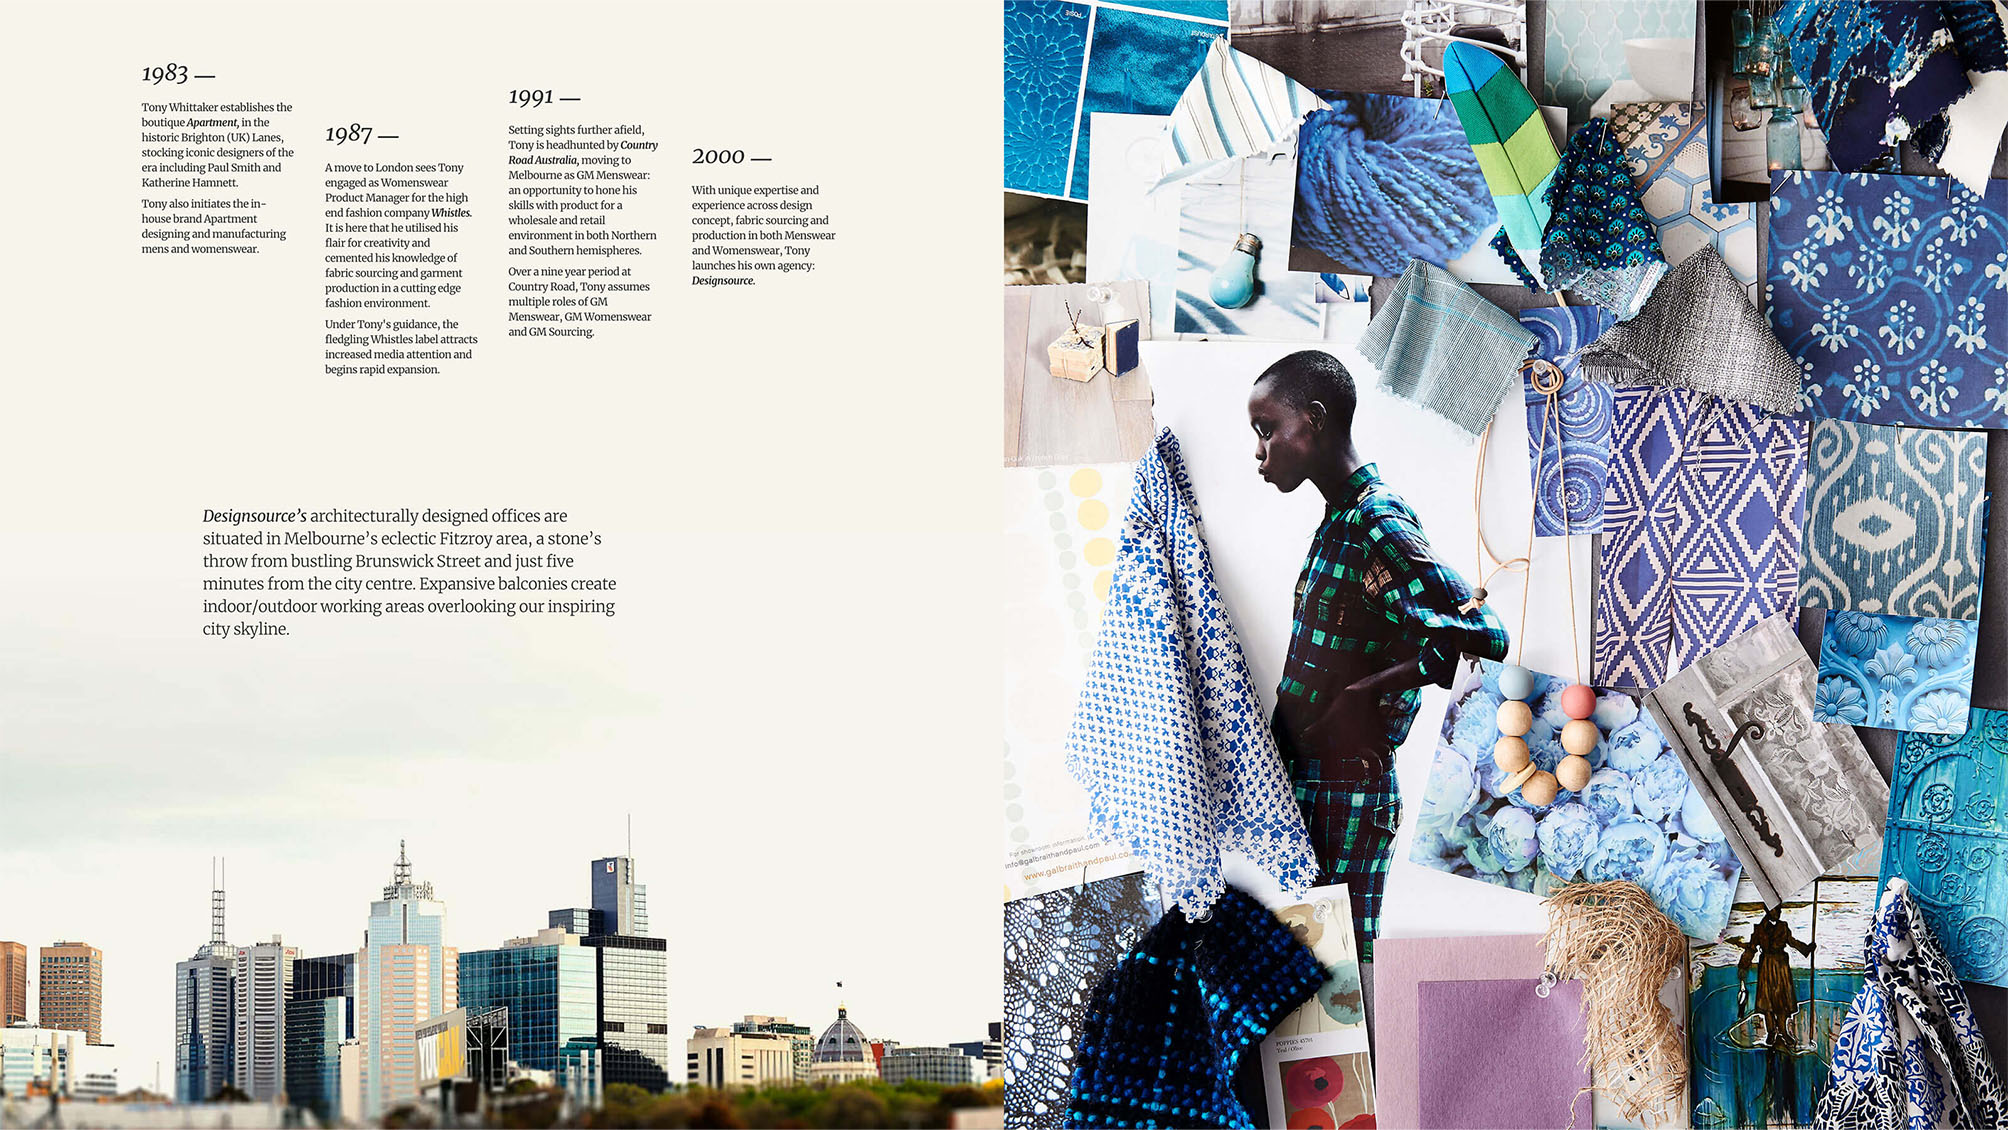 1983 —
Tony Whittaker establishes the
boutique Apartment, in the
historic Brighton (UK) Lanes,
stocking iconic designers of the
era including Paul Smith and
Katherine Hamnett.
Tony also initiates the in-
house brand Apartment
designing and manufacturing
mens and womenswear.
1987 —
A move to London sees Tony
engaged as Womenswear
Product Manager for the high
end fashion company Whistles.
It is here that he utilised his
flair for creativity and
cemented his knowledge of
fabric sourcing and garment
production in a cutting edge
fashion environment.
Under Tony's guidance, the
fledgling Whistles label attracts
increased media attention and
begins rapid expansion.
1991 —
Setting sights further afield,
Tony is headhunted by Country
Road Australia, moving to
Melbourne as GM Menswear:
an opportunity to hone his
skills with product for a
wholesale and retail
environment in both Northern
and Southern hemispheres.
Over a nine year period at
Country Road, Tony assumes
multiple roles of GM
Menswear, GM Womenswear
and GM Sourcing.
2000 —
With unique expertise and
experience across design
concept, fabric sourcing and
production in both Menswear
and Womenswear, Tony
launches his own agency:
Designsource.
Designsource’s architecturally designed offices are
situated in Melbourne’s eclectic Fitzroy area, a stone’s
throw from bustling Brunswick Street and just five
minutes from the city centre. Expansive balconies create
indoor/outdoor working areas overlooking our inspiring
city skyline.
POSIE
STARDUST
For showroom information
info@galbraithandpaul.com
www.galbraithandpaul.co
POPPIES
Teal / Olive